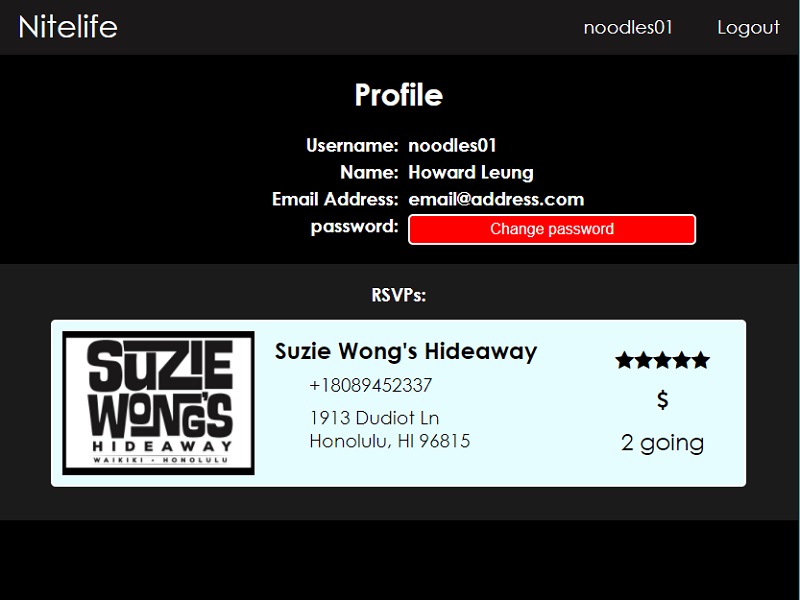 Nitelife
noodles01 Logout
Profile
Username: noodles01
Name: Howard Leung
Email Address: email@address.com
password: Change password
RSVPs:
SUZIE
WONG'S
HIDEAWAY
WAIKIKI • HONOLULU
Suzie Wong's Hideaway
+18089452337
1913 Dudiot Ln
Honolulu, HI 96815
★★★★★
$
2 going